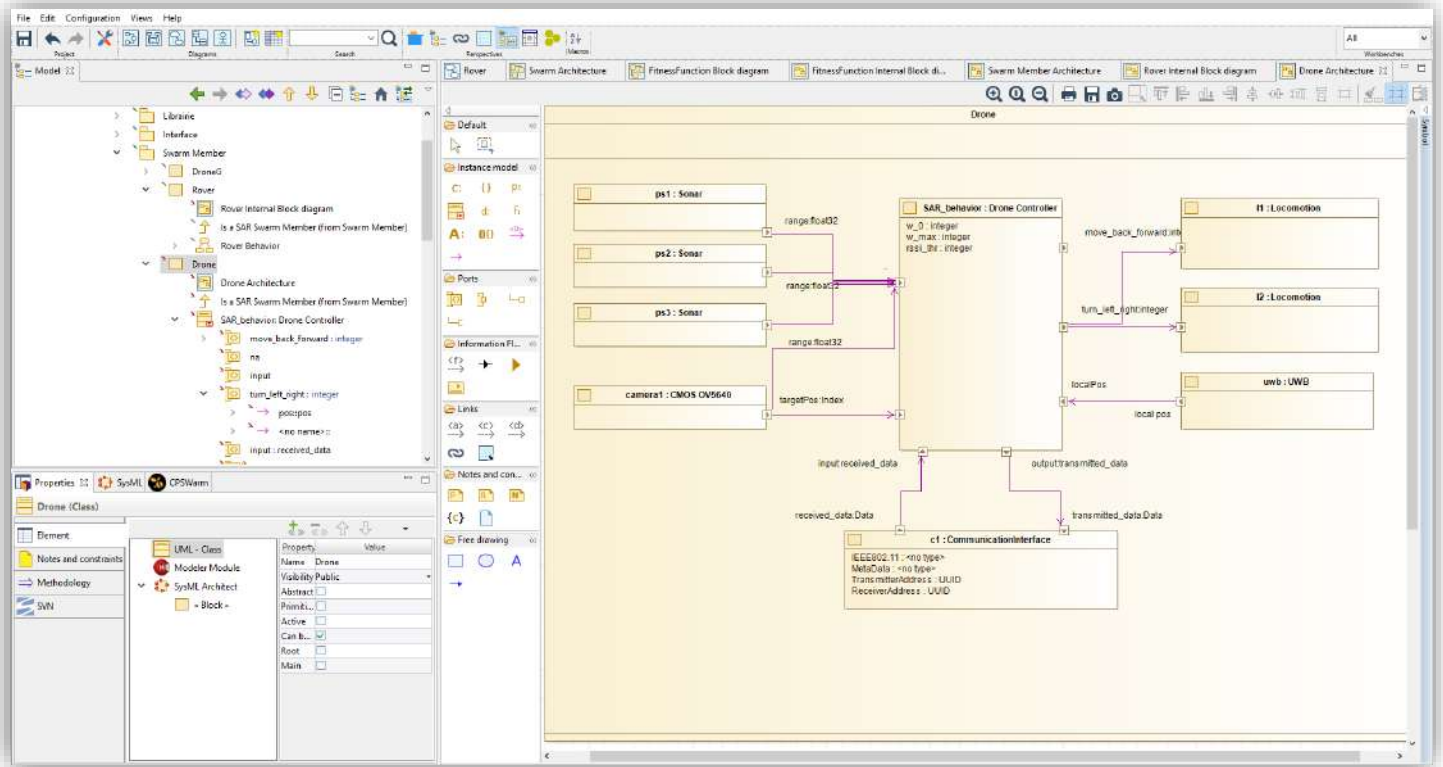 File Edit Configuration Views Help
Project Diagrams Search Perspectives Macros All Workbenches
Model
Librairie
Interface
Swarm Member
DroneG
Rover
Rover Internal Block diagram
Is a SAR Swarm Member (from Swarm Member)
Rover Behavior
Drone
Drone Architecture
Is a SAR Swarm Member (from Swarm Member)
SAR_behavior: Drone Controller
move_back_forward : integer
na
input
turn_left_right : integer
pos:pos
<no name>::
input : received_data
Properties SysML CPSWarm
Drone (Class)
Element
Notes and constraints
Methodology
SVN
UML - Class
Modeler Module
SysML Architect
« Block »
Property Value
Name Drone
Visibility Public
Abstract
Primiti...
Active
Can b...
Root
Main
Rover Swarm Architecture FitnessFunction Block diagram FitnessFunction Internal Block di... Swarm Member Architecture Rover Internal Block diagram Drone Architecture
Default
Instance model
Ports
Information Fl...
Links
Notes and con...
Free drawing
Symbol
Drone
ps1 : Sonar
range:float32
ps2 : Sonar
range:float32
ps3 : Sonar
range:float32
camera1 : CMOS OV5640
targetPos:Index
SAR_behavior : Drone Controller
w_0 : integer
w_max : integer
rssi_thr : integer
move_back_forward:int
l1 : Locomotion
turn_left_right:integer
l2 : Locomotion
localPos
local pos
uwb : UWB
input:received_data
output:transmitted_data
received_data:Data
transmitted_data:Data
c1 : CommunicationInterface
IEEE802.11 : <no type>
MetaData : <no type>
TransmitterAddress : UUID
ReceiverAddress : UUID